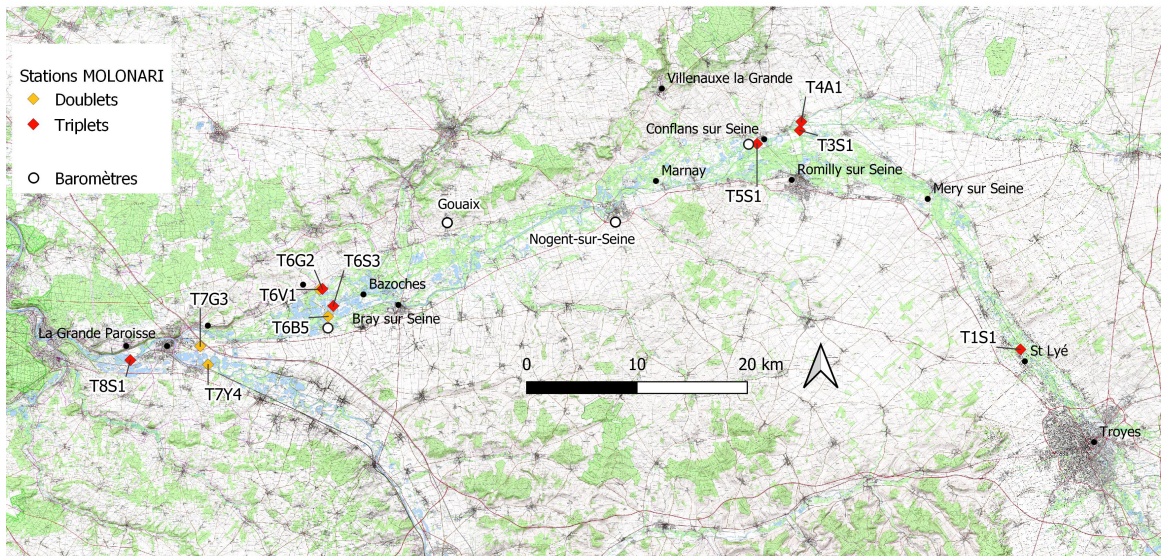 Stations MOLONARI
Doublets
Triplets
Baromètres
Villenauxe la Grande
T4A1
Conflans sur Seine
T3S1
Marnay
Romilly sur Seine
T5S1
Mery sur Seine
Gouaix
Nogent-sur-Seine
T6G2
T6S3
T6V1
Bazoches
T7G3
T6B5
Bray sur Seine
La Grande Paroisse
T8S1
T7Y4
0 10 20 km
T1S1
St Lyé
Troyes